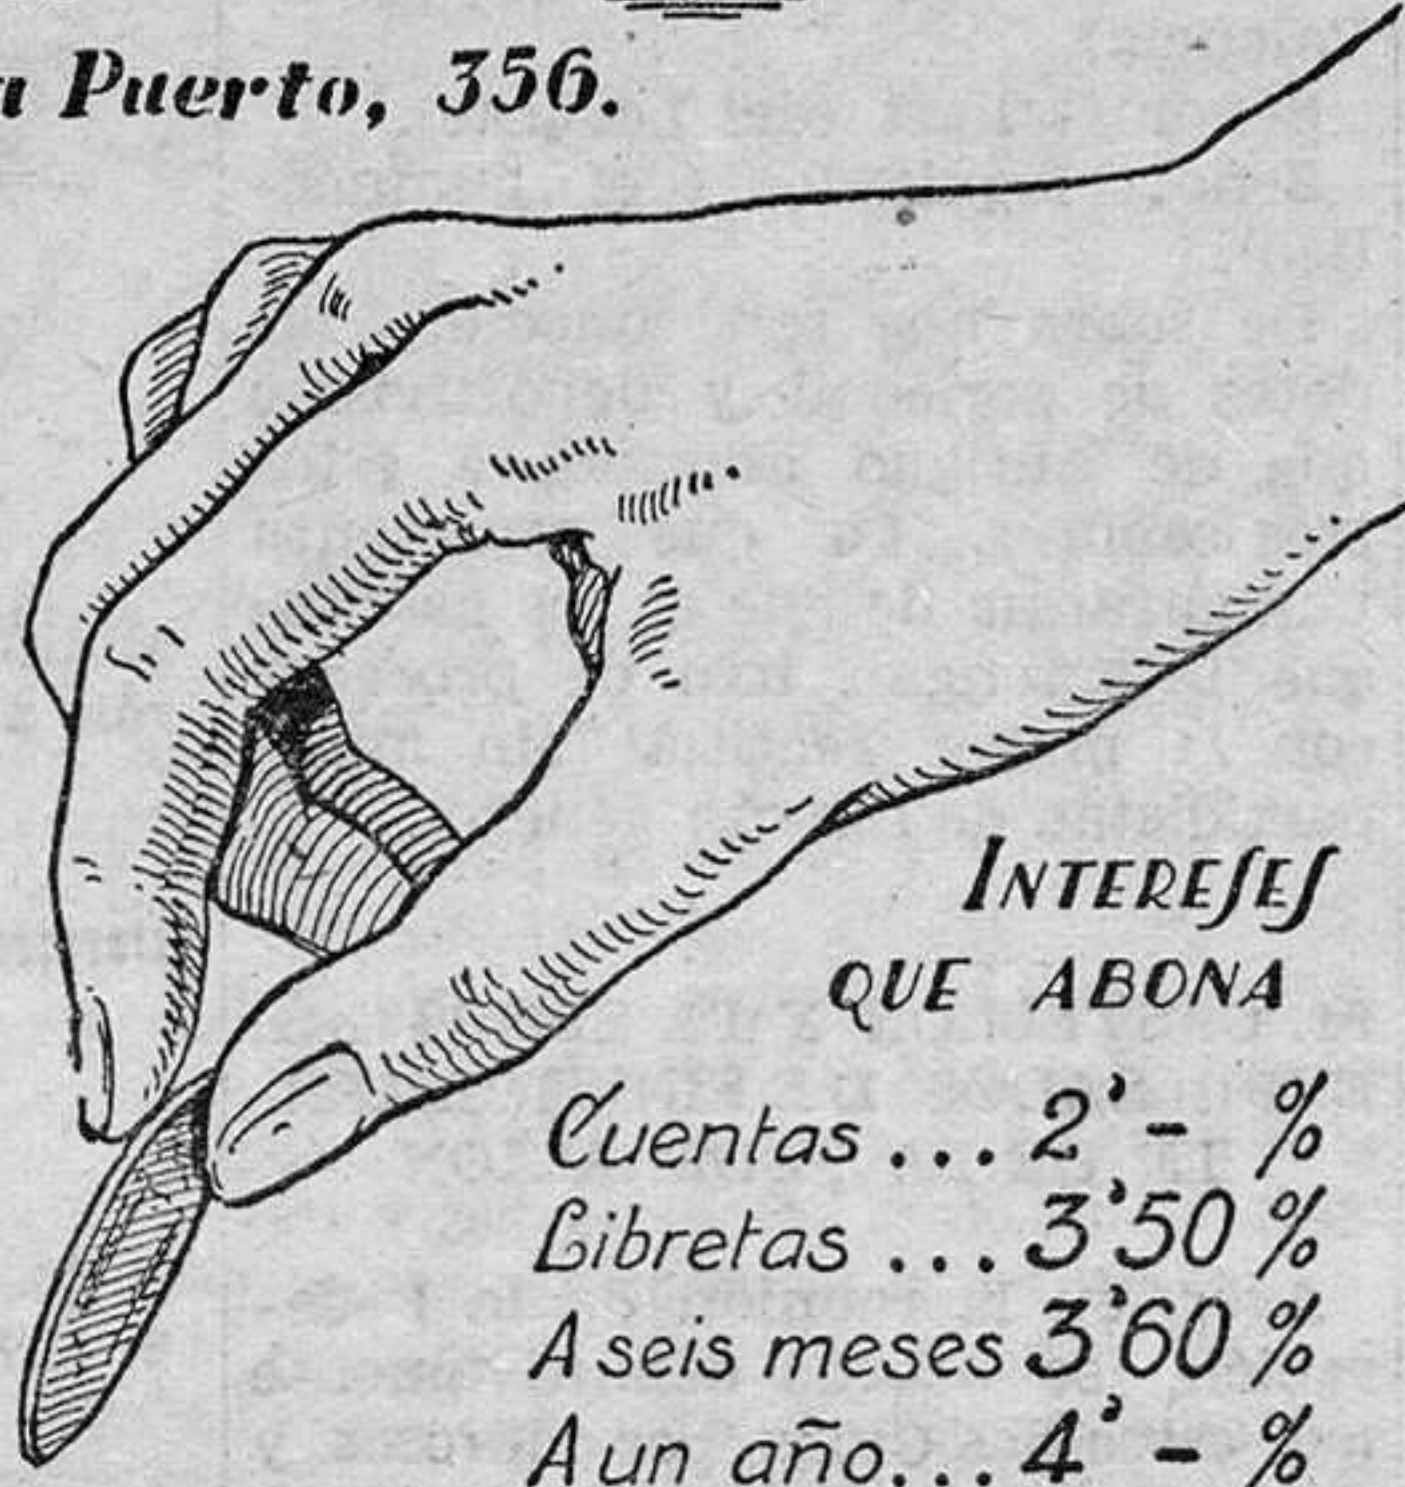 Puerto, 356.
INTERESES
QUE ABONA
Cuentas ... 2'- %
Libretas ... 3'50 %
A seis meses 3'60 %
A un año... 4'- %